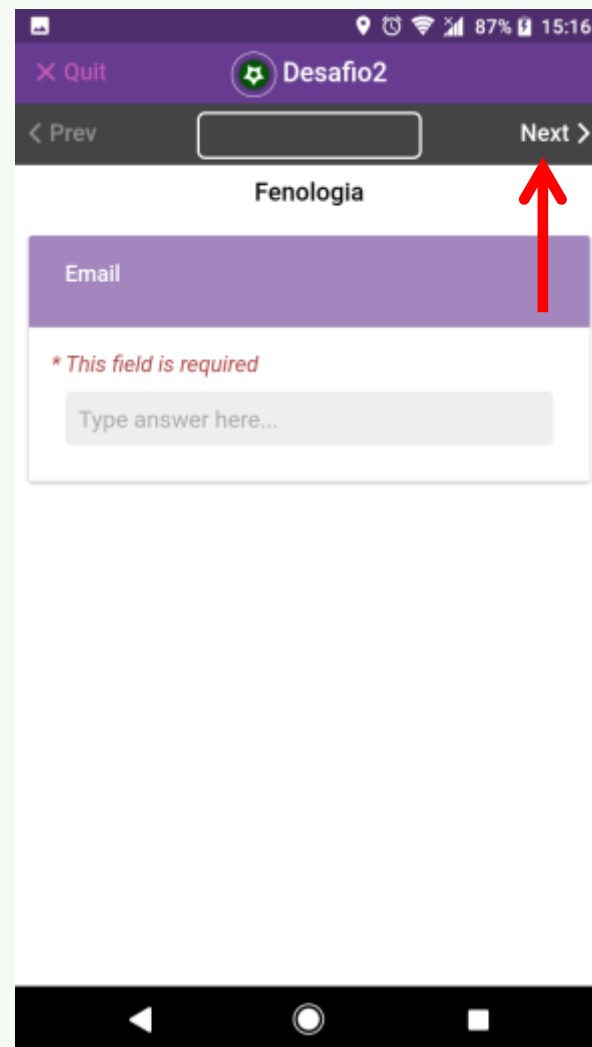 87% 15:16
Quit Desafio2
Prev Next
Fenologia
Email
* This field is required
Type answer here...